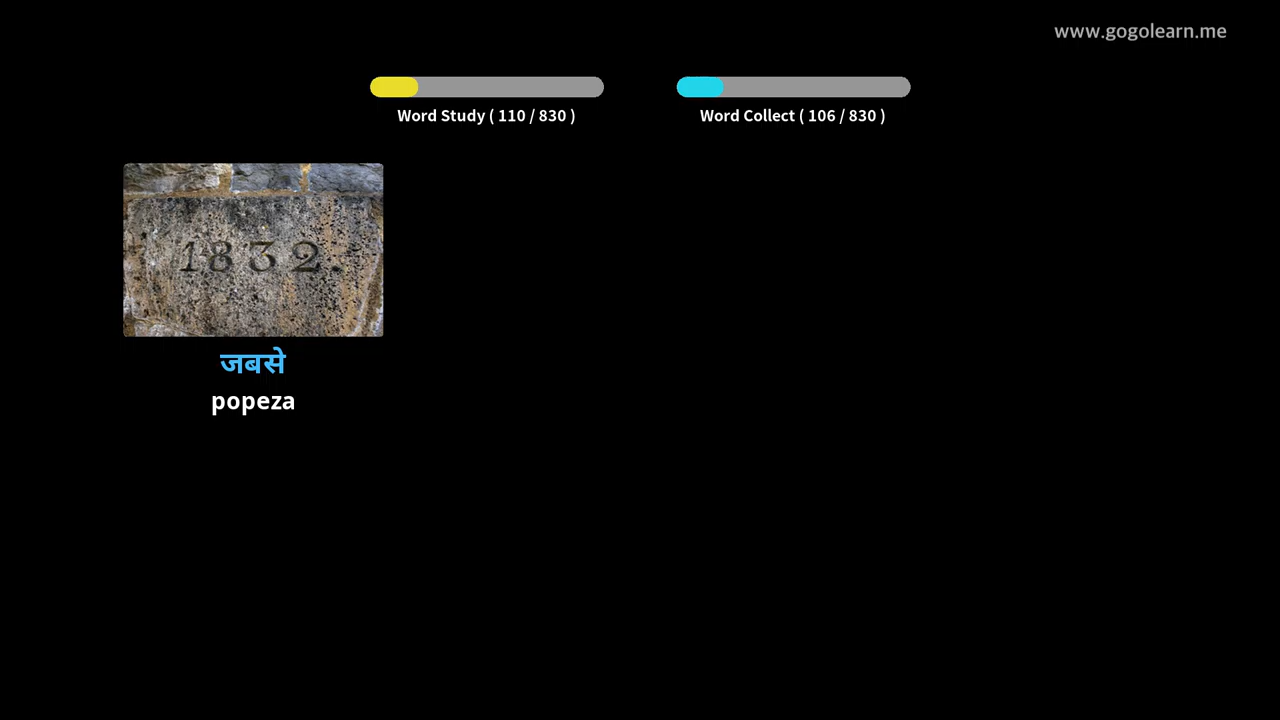 www.gogolearn.me
Word Study ( 110 / 830 )
Word Collect ( 106 / 830 )
1832.
जबसे
popeza